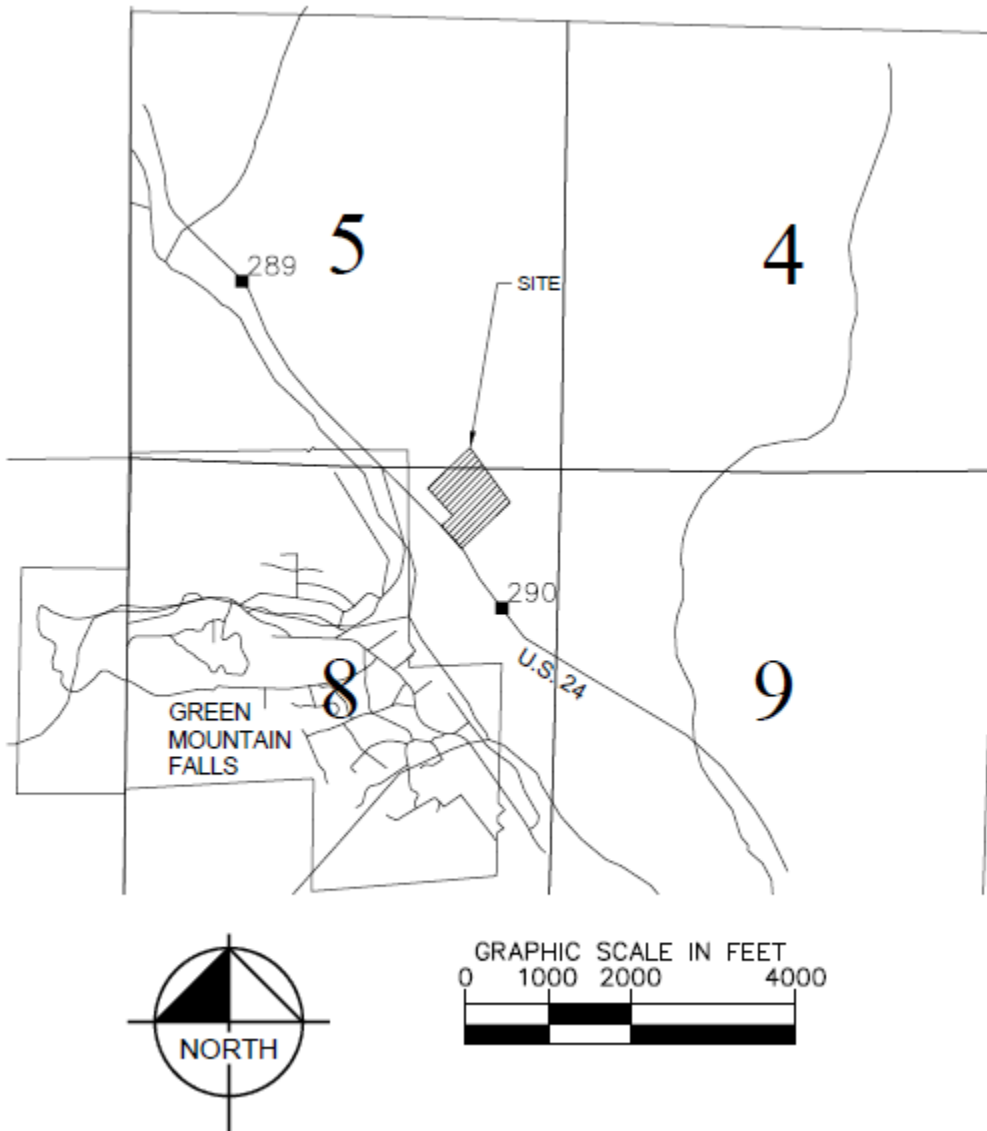 5
4
289
SITE
290
U.S. 24
8
9
GREEN
MOUNTAIN
FALLS
GRAPHIC SCALE IN FEET
0 1000 2000 4000
NORTH